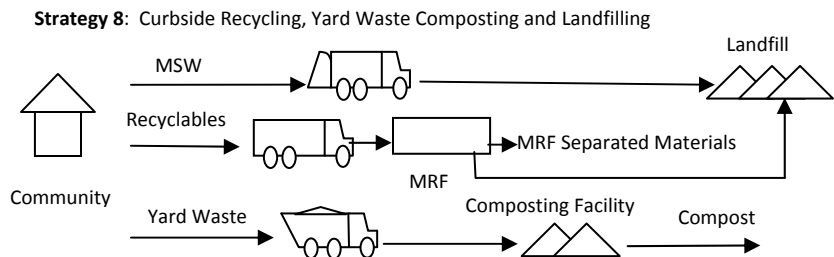 Strategy 8: Curbside Recycling, Yard Waste Composting and Landfilling
Landfill
MSW
Recyclables
MRF Separated Materials
MRF
Community
Composting Facility
Yard Waste
Compost